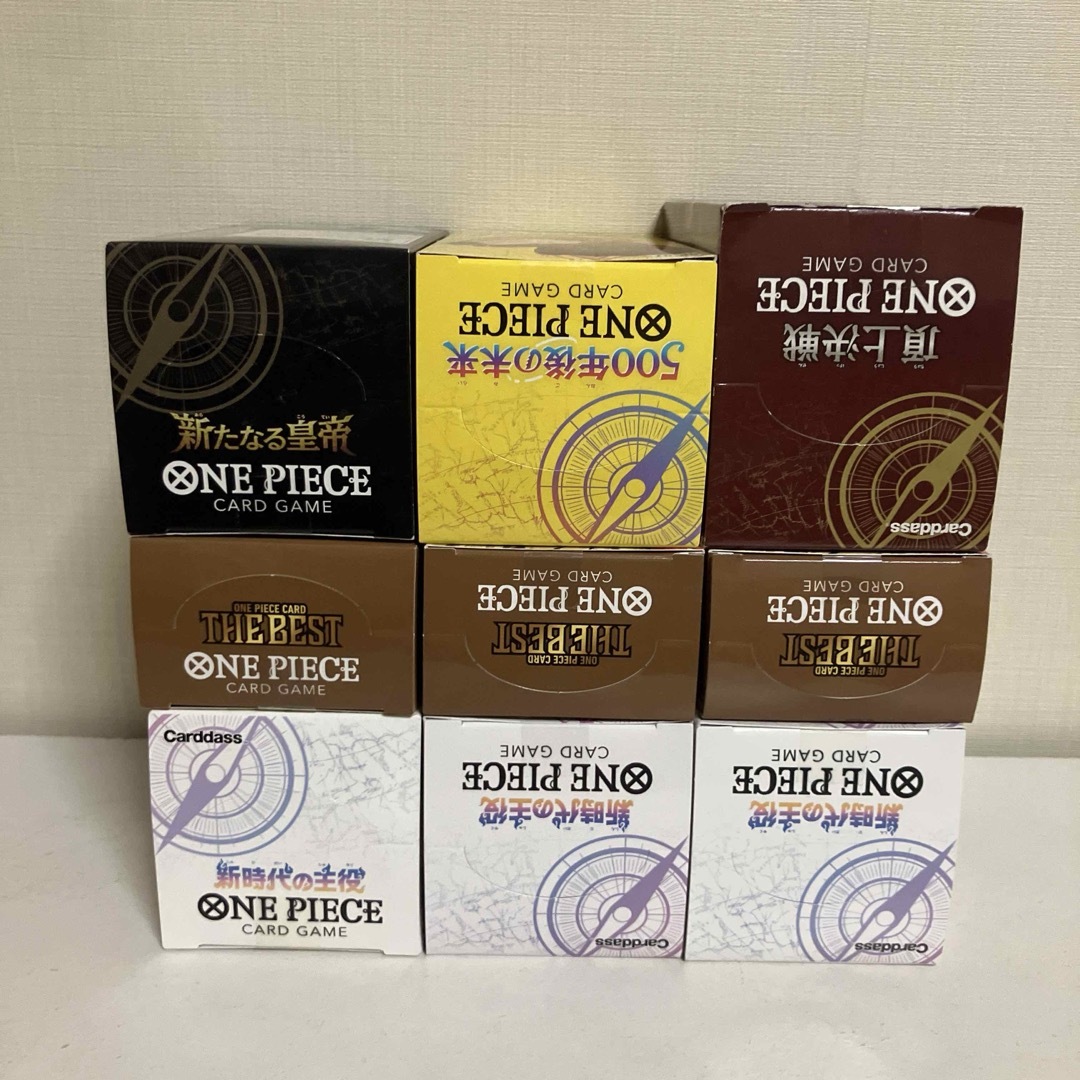 新たなる皇帝
ONE PIECE
CARD GAME
500年後の未来
ONE PIECE
CARD GAME
頂上決戦
ONE PIECE
CARD GAME
Carddass
ONE PIECE CARD
THE BEST
ONE PIECE
CARD GAME
ONE PIECE CARD
THE BEST
ONE PIECE
CARD GAME
ONE PIECE CARD
THE BEST
ONE PIECE
CARD GAME
Carddass
新時代の主役
ONE PIECE
CARD GAME
Carddass
新時代の主役
ONE PIECE
CARD GAME
Carddass
新時代の主役
ONE PIECE
CARD GAME